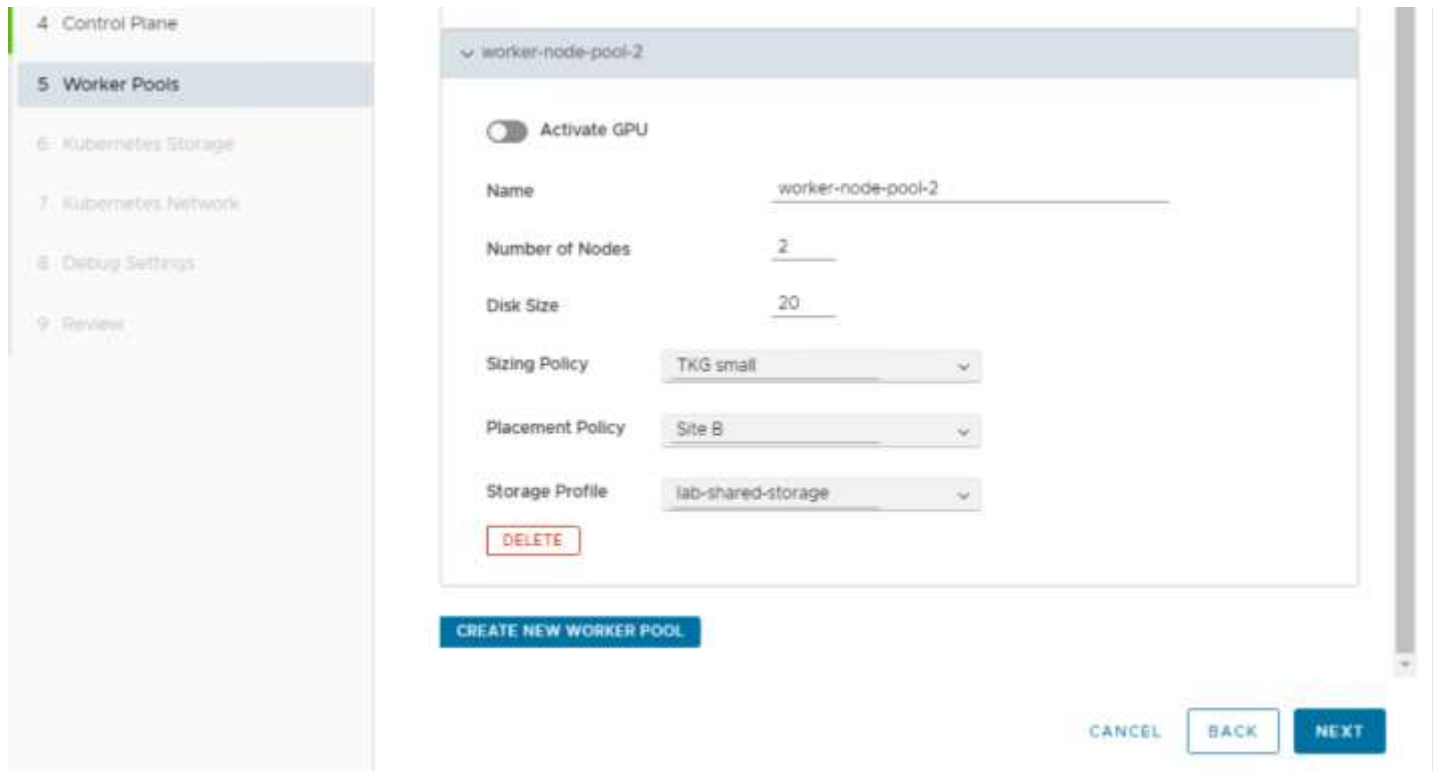 4 Control Plane
5 Worker Pools
6 Kubernetes Storage
7 Kubernetes Network
8 Debug Settings
9 Review
worker-node-pool-2
Activate GPU
Name worker-node-pool-2
Number of Nodes 2
Disk Size 20
Sizing Policy TKG small
Placement Policy Site B
Storage Profile lab-shared-storage
DELETE
CREATE NEW WORKER POOL
CANCEL BACK NEXT